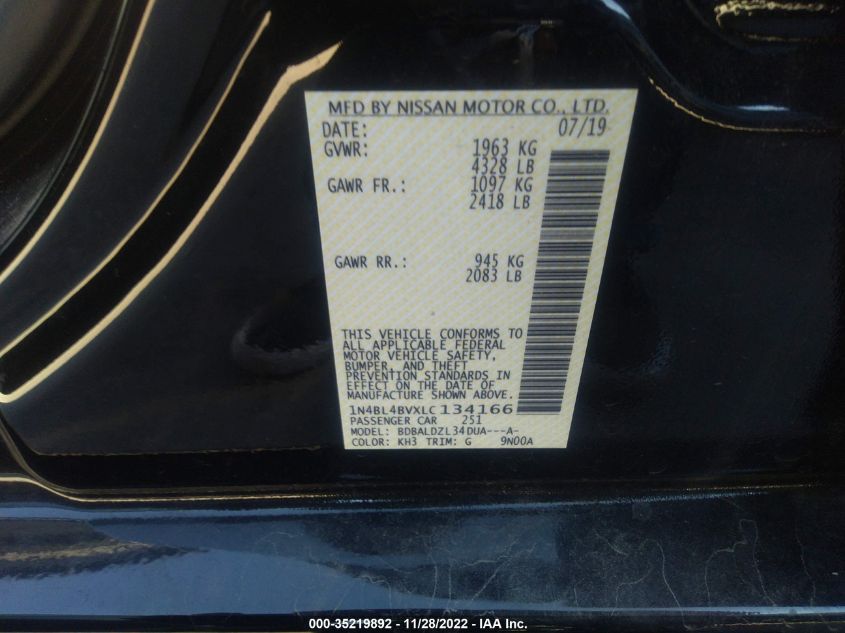 MFD BY NISSAN MOTOR CO., LTD.
DATE: 07/19
GVWR: 1963 KG
4328 LB
GAWR FR.: 1097 KG
2418 LB
GAWR RR.: 945 KG
2083 LB
THIS VEHICLE CONFORMS TO
ALL APPLICABLE FEDERAL
MOTOR VEHICLE SAFETY,
BUMPER, AND THEFT
PREVENTION STANDARDS IN
EFFECT ON THE DATE OF
MANUFACTURE SHOWN ABOVE.
1N4BL4BVXLC134166
PASSENGER CAR 251
MODEL: BDBALDZL34DUA---A-
COLOR: KH3 TRIM: G 9N00A
000-35219892 - 11/28/2022 - IAA Inc.